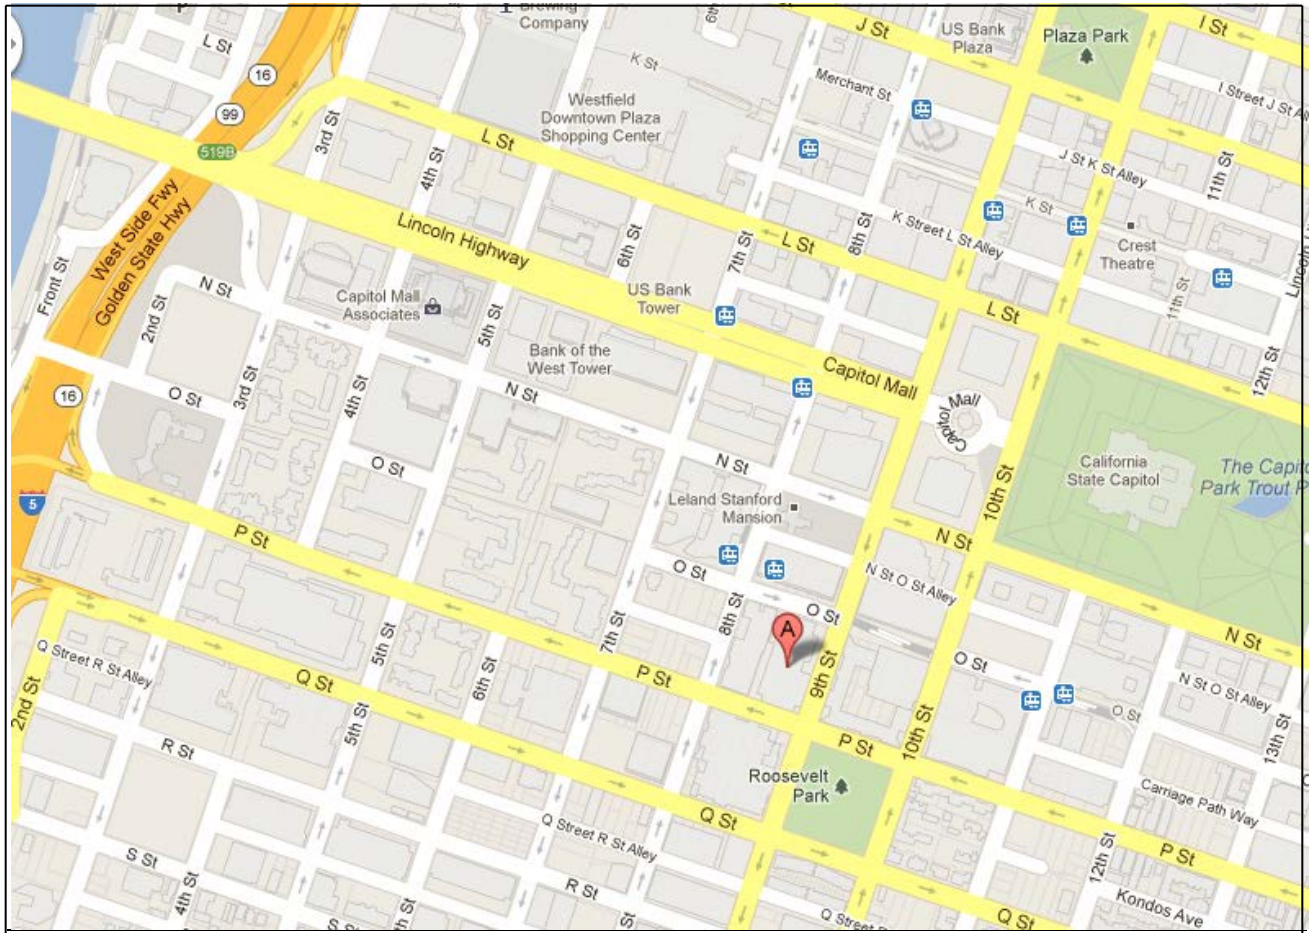 Brewing
Company
6th
J St
US Bank
Plaza
Plaza Park
I St
L St
16
K St
Merchant St
I Street J St
99
Westfield
Downtown Plaza
Shopping Center
3rd St
L St
519B
4th St
J St K St Alley
11th St
West Side Fwy
Golden State Hwy
Lincoln Highway
6th St
7th St
L St
8th St
K Street L St Alley
K St
Crest
Theatre
Lincoln
Front St
N St
2nd St
Capitol Mall
Associates
5th St
US Bank
Tower
L St
11th St
12th St
Bank of the
West Tower
Capitol Mall
16
O St
3rd St
4th St
N St
Capitol Mall
O St
N St
California
State Capitol
The
Park Trout
5
Leland Stanford
Mansion
10th St
P St
N St
O St
N St O St Alley
8th St
O St
A
7th St
5th St
9th St
O St
N St
Q Street R St Alley
2nd St
Q St
6th St
P St
N St O St Alley
O St
13th St
5th St
10th St
P St
R St
Roosevelt
Park
Carriage Path Way
Q St
Q Street R St Alley
S St
12th St
P St
4th St
R St
Kondos Ave
Q St